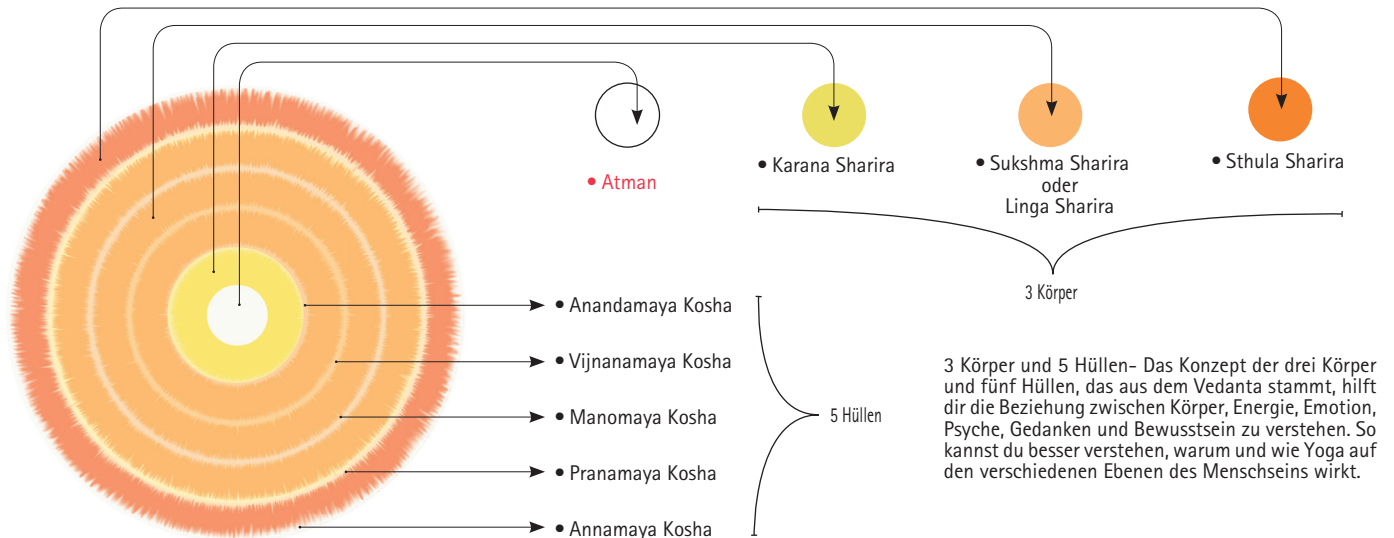 • Atman
• Karana Sharira
• Sukshma Sharira
oder
Linga Sharira
• Sthula Sharira
3 Körper
• Anandamaya Kosha
• Vijnanamaya Kosha
• Manomaya Kosha
• Pranamaya Kosha
• Annamaya Kosha
5 Hüllen
3 Körper und 5 Hüllen- Das Konzept der drei Körper
und fünf Hüllen, das aus dem Vedanta stammt, hilft
dir die Beziehung zwischen Körper, Energie, Emotion,
Psyche, Gedanken und Bewusstsein zu verstehen. So
kannst du besser verstehen, warum und wie Yoga auf
den verschiedenen Ebenen des Menschseins wirkt.